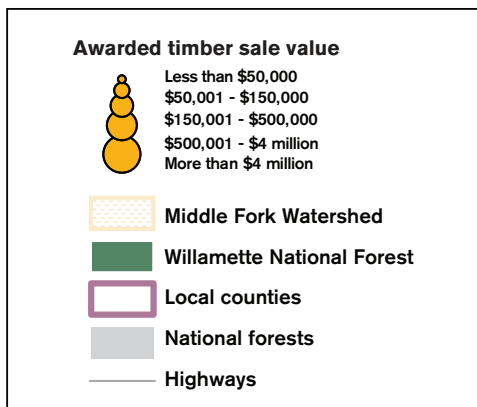 Awarded timber sale value
Less than $50,000
$50,001 - $150,000
$150,001 - $500,000
$500,001 - $4 million
More than $4 million
Middle Fork Watershed
Willamette National Forest
Local counties
National forests
Highways